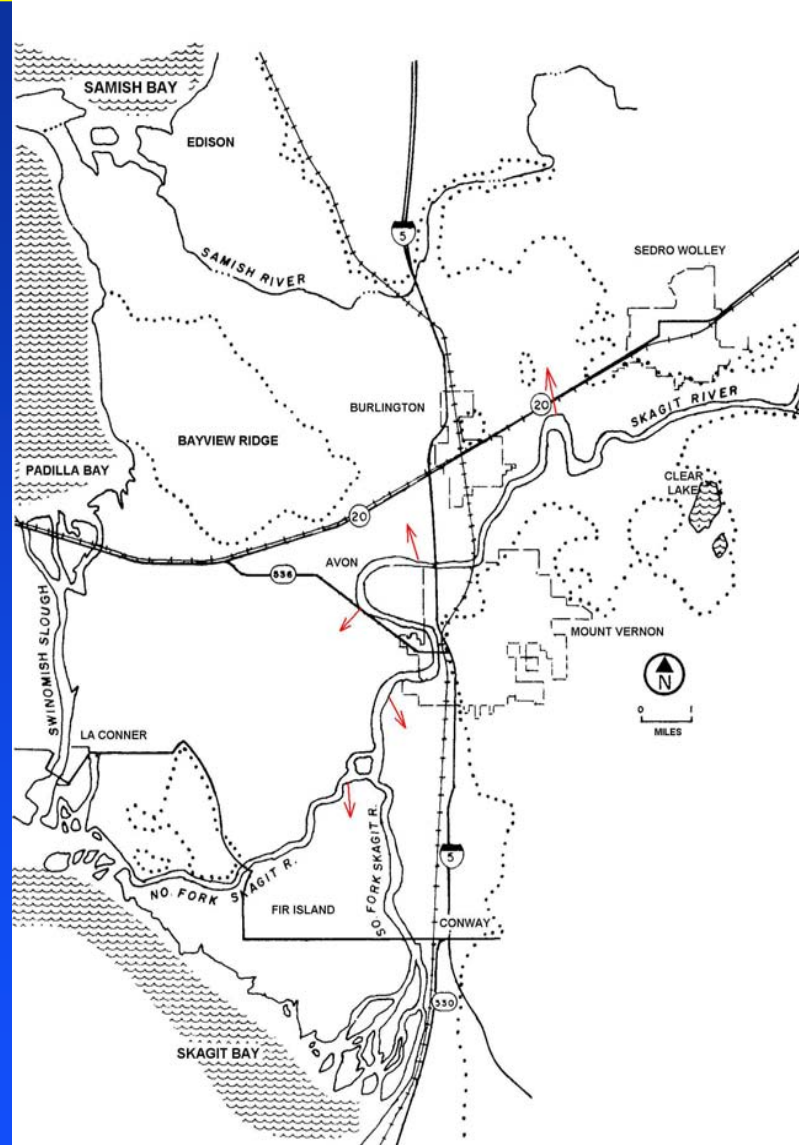 SAMISH BAY
EDISON
5
SAMISH RIVER
SEDRO WOLLEY
BURLINGTON
20
SKAGIT RIVER
BAYVIEW RIDGE
PADILLA BAY
CLEAR
LAKE
20
AVON
536
SWINOMISH SLOUGH
MOUNT VERNON
N
0 1
MILES
LA CONNER
5
NO. FORK SKAGIT R.
SO. FORK SKAGIT R.
FIR ISLAND
CONWAY
530
SKAGIT BAY